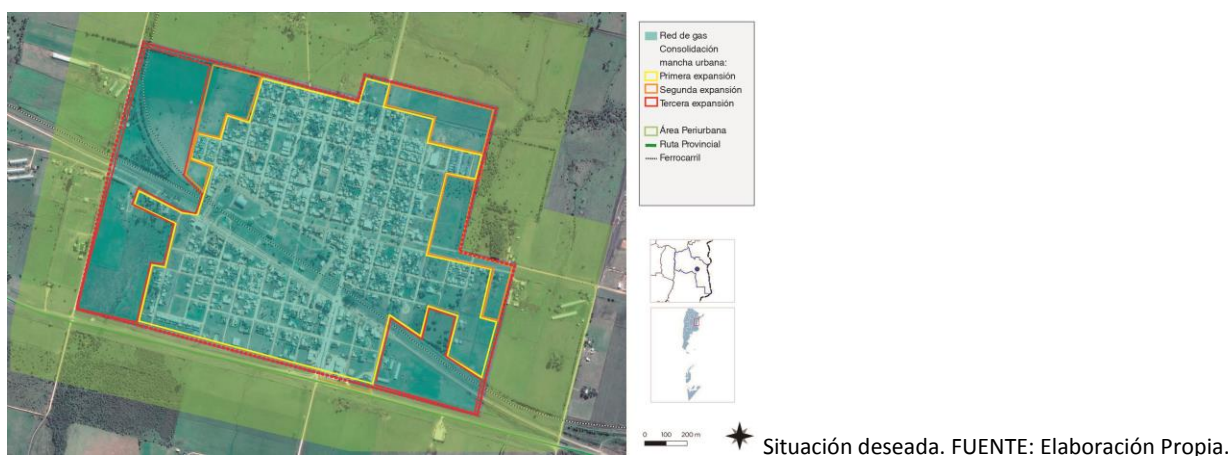 Red de gas
Consolidación
mancha urbana:
Primera expansión
Segunda expansión
Tercera expansión
Área Periurbana
Ruta Provincial
Ferrocarril
0 100 200 m
Situación deseada. FUENTE: Elaboración Propia.